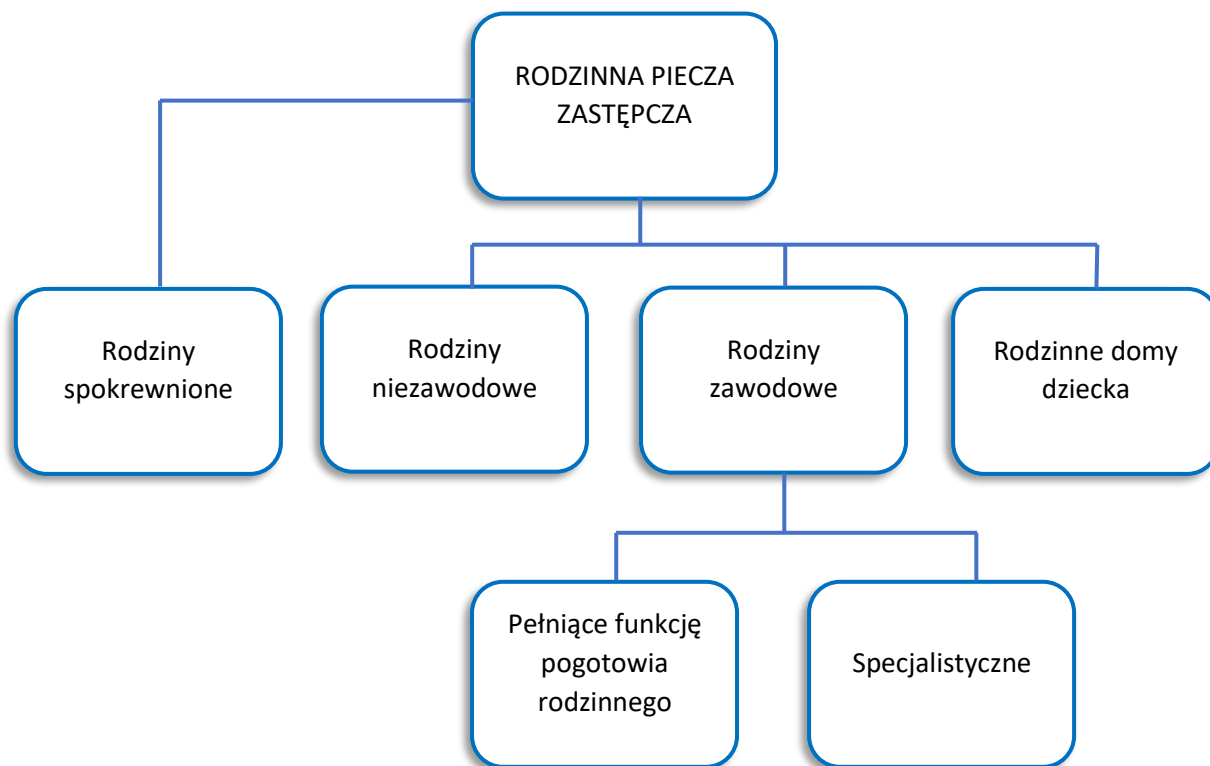 RODZINNA PIECZA
ZASTĘPCZA
Rodziny
spokrewnione
Rodziny
niezawodowe
Rodziny
zawodowe
Rodzinne domy
dziecka
Pełniące funkcję
pogotowia
rodzinnego
Specjalistyczne